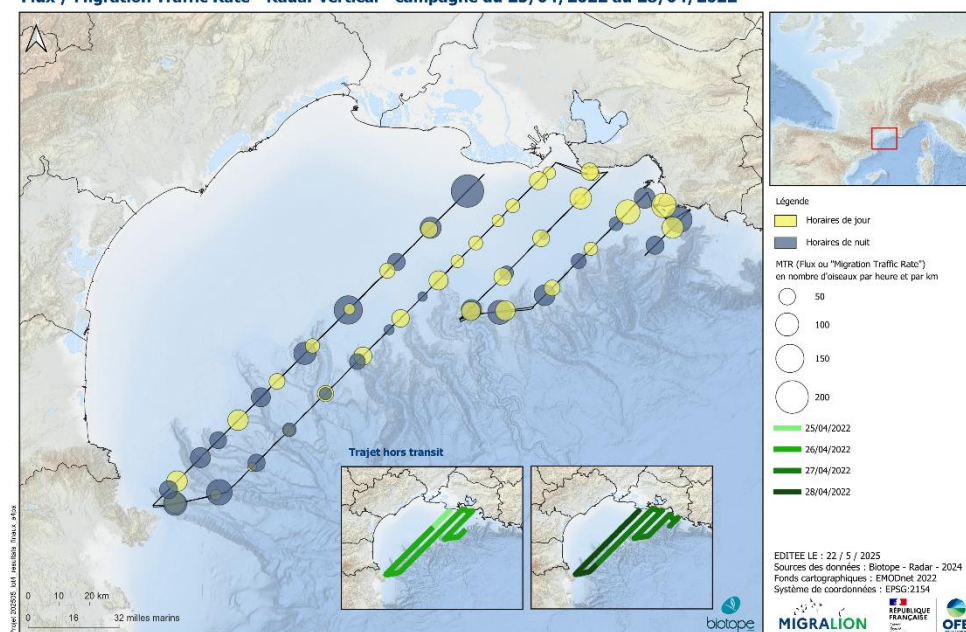 Flux / Migration Traffic Rate - Radar vertical - Campagne du 25/04/2022 au 28/04/2022
Légende
Horaires de jour
Horaires de nuit
MTR (Flux ou "Migration Traffic Rate")
en nombre d'oiseaux par heure et par km
50
100
150
200
25/04/2022
26/04/2022
27/04/2022
28/04/2022
Trajet hors transit
0 10 20 km
0 16 32 milles marins
biotope
EDITEE LE : 22 / 5 / 2025
Sources des données : Biotope - Radar - 2024
Fonds cartographiques : EMODnet 2022
Système de coordonnées : EPSG:2154
MIGRALION
RÉPUBLIQUE
FRANÇAISE
OFB